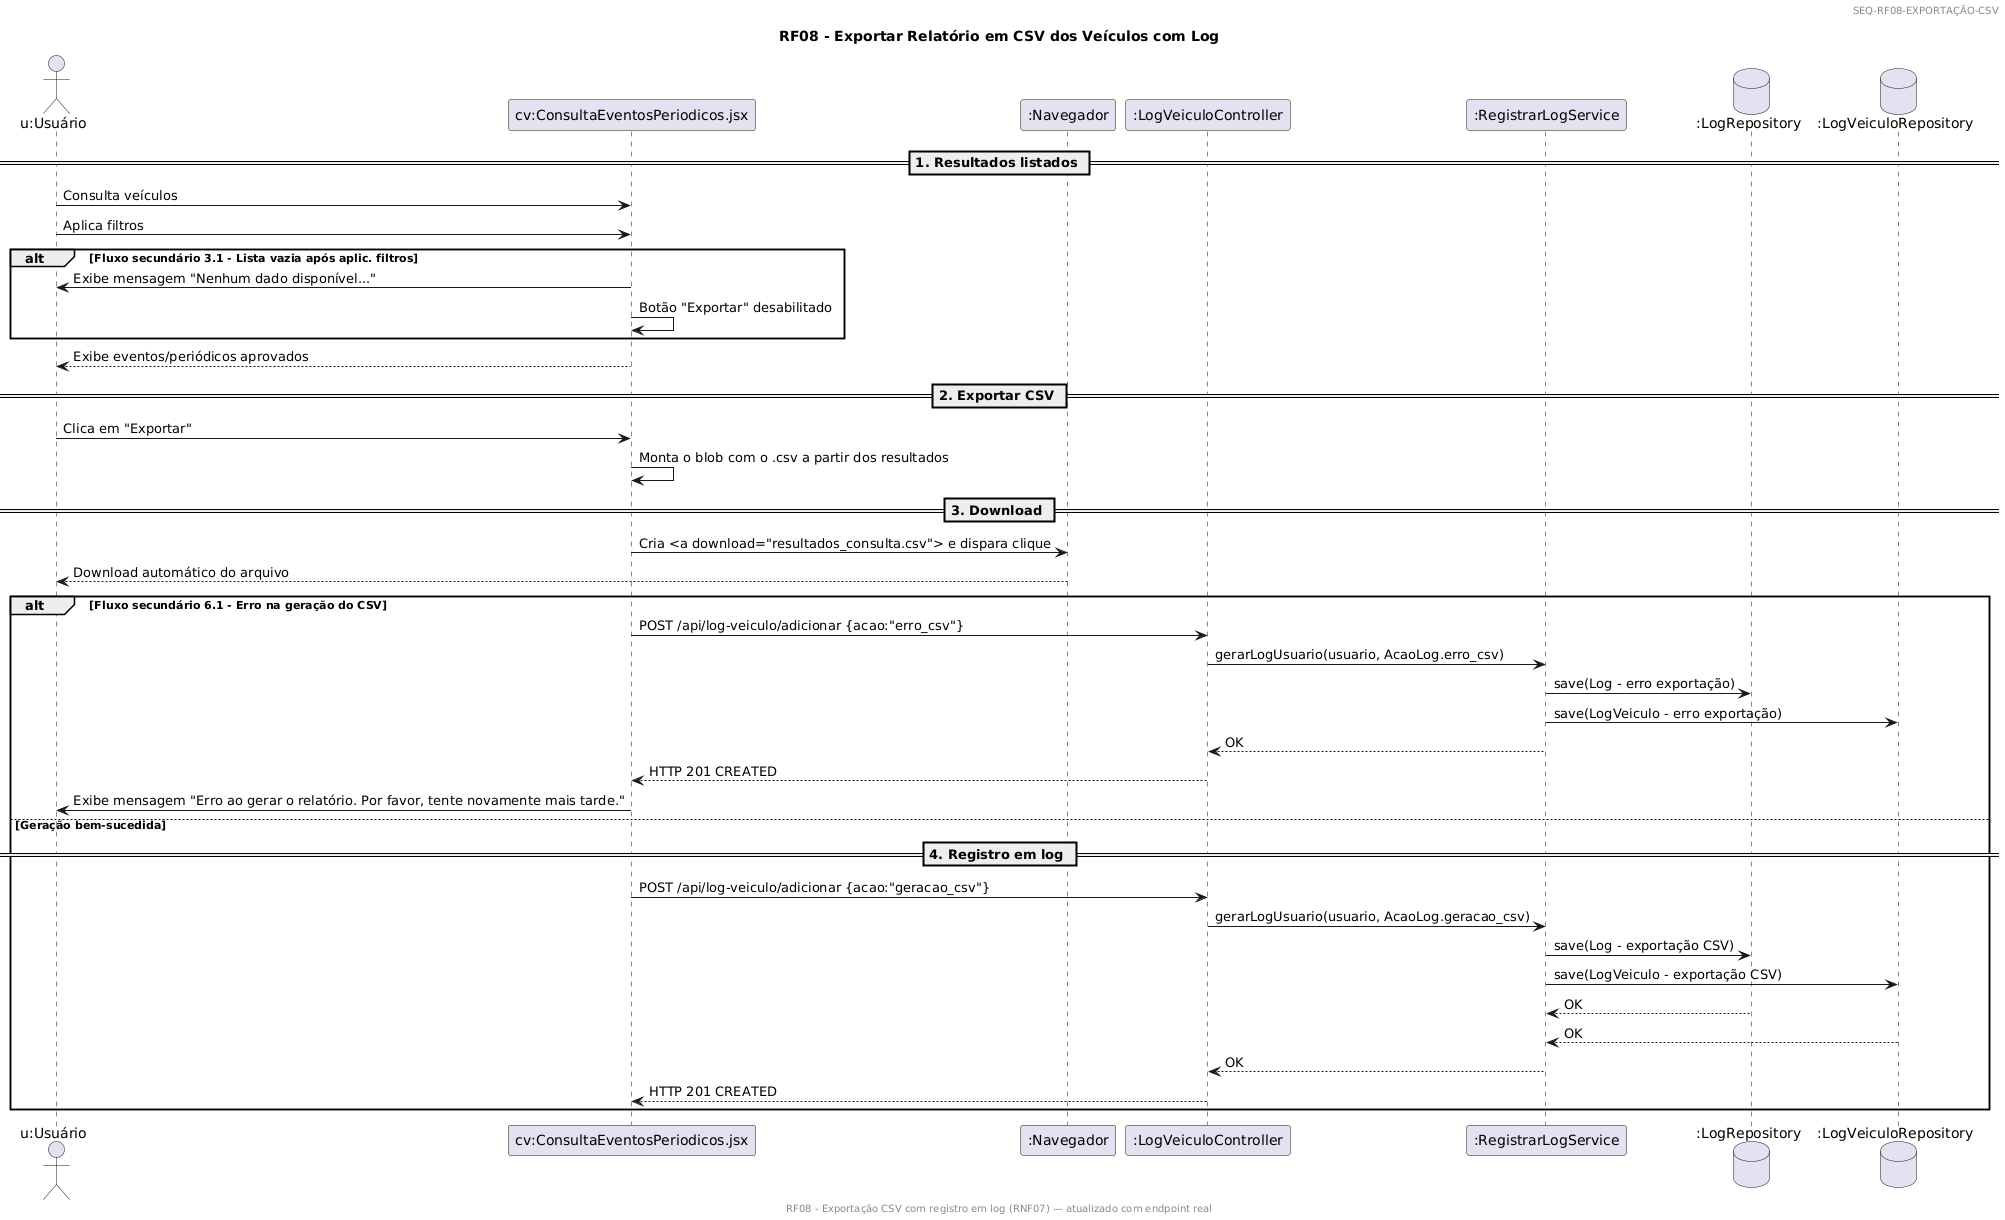 SEQ-RF08-EXPORTAÇÃO-CSV
RF08 - Exportar Relatório em CSV dos Veículos com Log
u:Usuário
cv:ConsultaEventosPeriodicos.jsx
:Navegador
:LogVeiculoController
:RegistrarLogService
:LogRepository
:LogVeiculoRepository
1. Resultados listados
Consulta veículos
Aplica filtros
alt
[Fluxo secundário 3.1 - Lista vazia após aplic. filtros]
Exibe mensagem "Nenhum dado disponível..."
Botão "Exportar" desabilitado
Exibe eventos/periódicos aprovados
2. Exportar CSV
Clica em "Exportar"
Monta o blob com o .csv a partir dos resultados
3. Download
Cria <a download="resultados_consulta.csv"> e dispara clique
Download automático do arquivo
alt
[Fluxo secundário 6.1 - Erro na geração do CSV]
POST /api/log-veiculo/adicionar {acao:"erro_csv"}
gerarLogUsuario(usuario, AcaoLog.erro_csv)
save(Log - erro exportação)
save(LogVeiculo - erro exportação)
OK
HTTP 201 CREATED
Exibe mensagem "Erro ao gerar o relatório. Por favor, tente novamente mais tarde."
[Geração bem-sucedida]
4. Registro em log
POST /api/log-veiculo/adicionar {acao:"geracao_csv"}
gerarLogUsuario(usuario, AcaoLog.geracao_csv)
save(Log - exportação CSV)
save(LogVeiculo - exportação CSV)
OK
OK
OK
HTTP 201 CREATED
u:Usuário
cv:ConsultaEventosPeriodicos.jsx
:Navegador
:LogVeiculoController
:RegistrarLogService
:LogRepository
:LogVeiculoRepository
RF08 - Exportação CSV com registro em log (RNF07) — atualizado com endpoint real